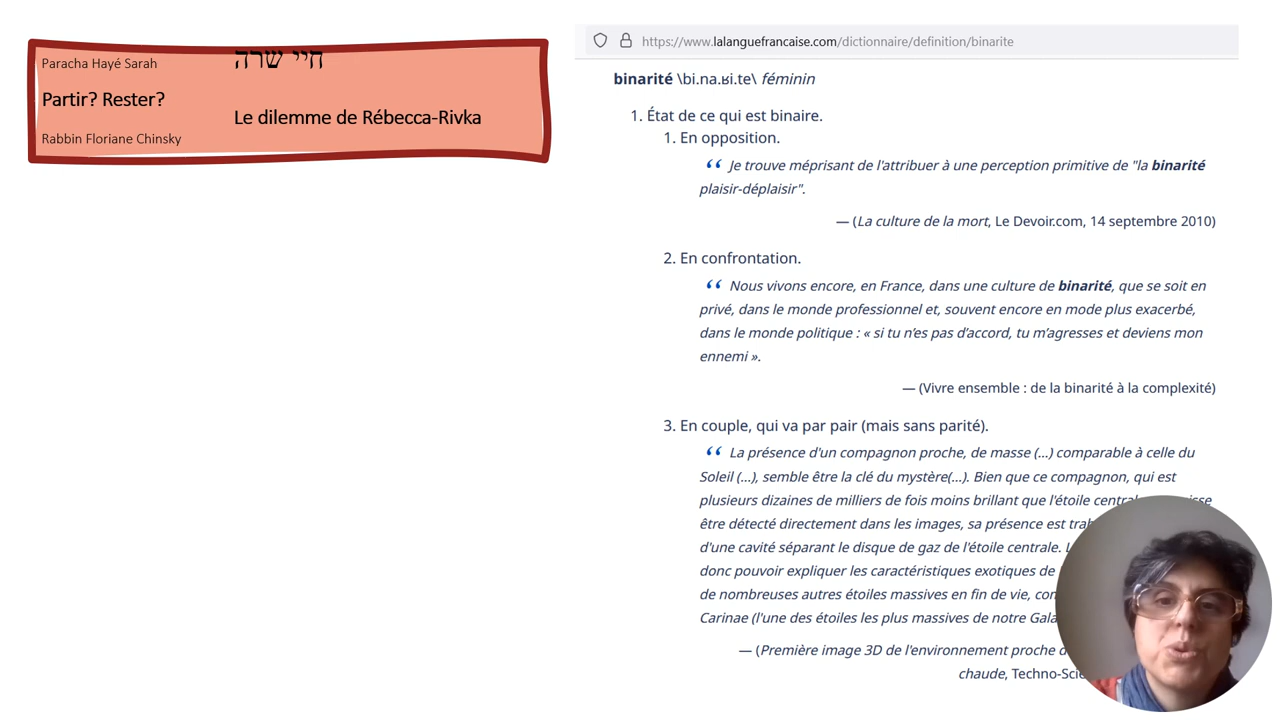 Paracha Hayé Sarah
חיי שרה
Partir? Rester?
Le dilemme de Rébecca-Rivka
Rabbin Floriane Chinsky
https://www.lalanguefrancaise.com/dictionnaire/definition/binarite
binarité \bi.na.ʁi.te\ féminin
1. État de ce qui est binaire.
1. En opposition.
“ Je trouve méprisant de l'attribuer à une perception primitive de "la binarité
plaisir-déplaisir".
— (La culture de la mort, Le Devoir.com, 14 septembre 2010)
2. En confrontation.
“ Nous vivons encore, en France, dans une culture de binarité, que se soit en
privé, dans le monde professionnel et, souvent encore en mode plus exacerbé,
dans le monde politique : « si tu n’es pas d’accord, tu m’agresses et deviens mon
ennemi ».
— (Vivre ensemble : de la binarité à la complexité)
3. En couple, qui va par pair (mais sans parité).
“ La présence d'un compagnon proche, de masse (...) comparable à celle du
Soleil (...), semble être la clé du mystère(...). Bien que ce compagnon, qui est
plusieurs dizaines de milliers de fois moins brillant que l'étoile
être détecté directement dans les images, sa présence est
d'une cavité séparant le disque de gaz de l'étoile centrale.
donc pouvoir expliquer les caractéristiques exotiques de
de nombreuses autres étoiles massives en fin de vie,
Carinae (l'une des étoiles les plus massives de notre
— (Première image 3D de l'environnement proche
chaude,